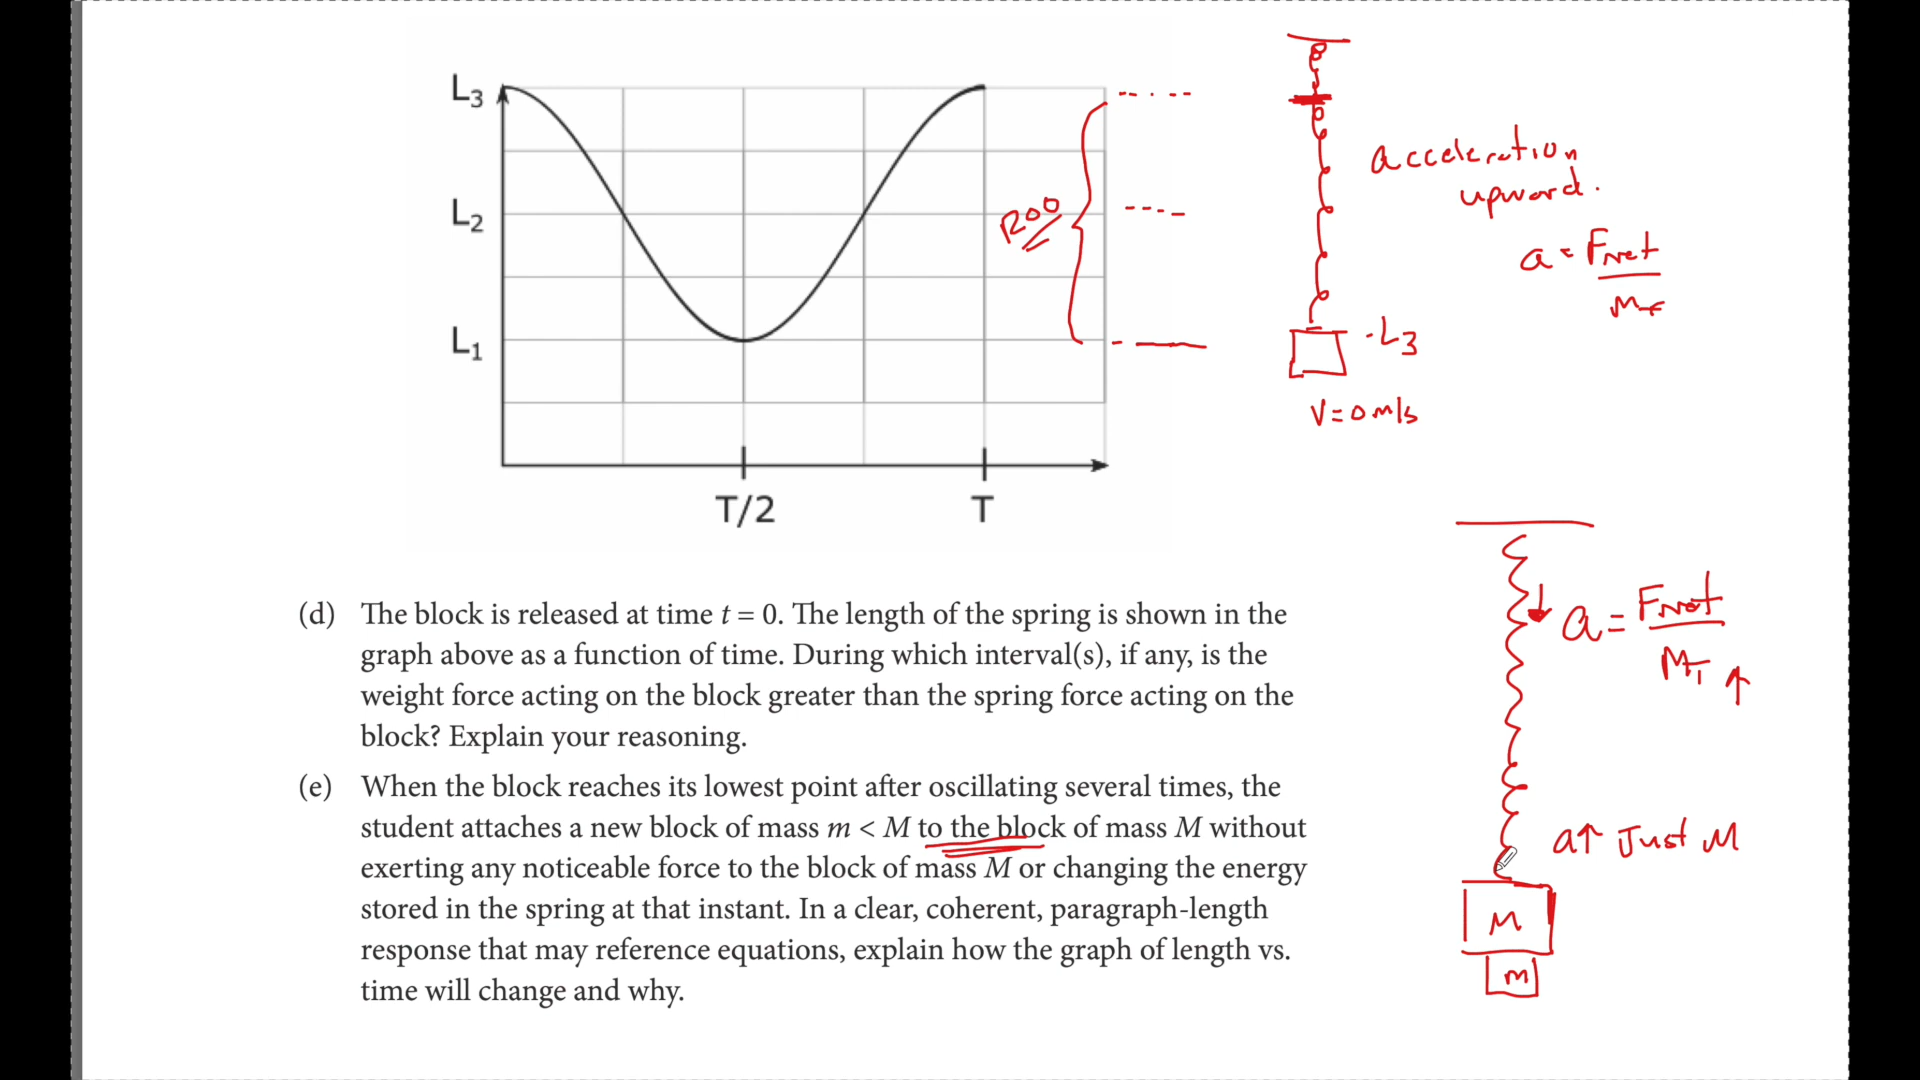 L3
L2
L1
T/2
T
acceleration
upward.
a = Fnet
MT
-L3
V=0m/s
(d) The block is released at time t = 0. The length of the spring is shown in the
graph above as a function of time. During which interval(s), if any, is the
weight force acting on the block greater than the spring force acting on the
block? Explain your reasoning.
(e) When the block reaches its lowest point after oscillating several times, the
student attaches a new block of mass m < M to the block of mass M without
exerting any noticeable force to the block of mass M or changing the energy
stored in the spring at that instant. In a clear, coherent, paragraph-length
response that may reference equations, explain how the graph of length vs.
time will change and why.
↓ a = Fnet
MT ↑
a↑ Just M
M
m